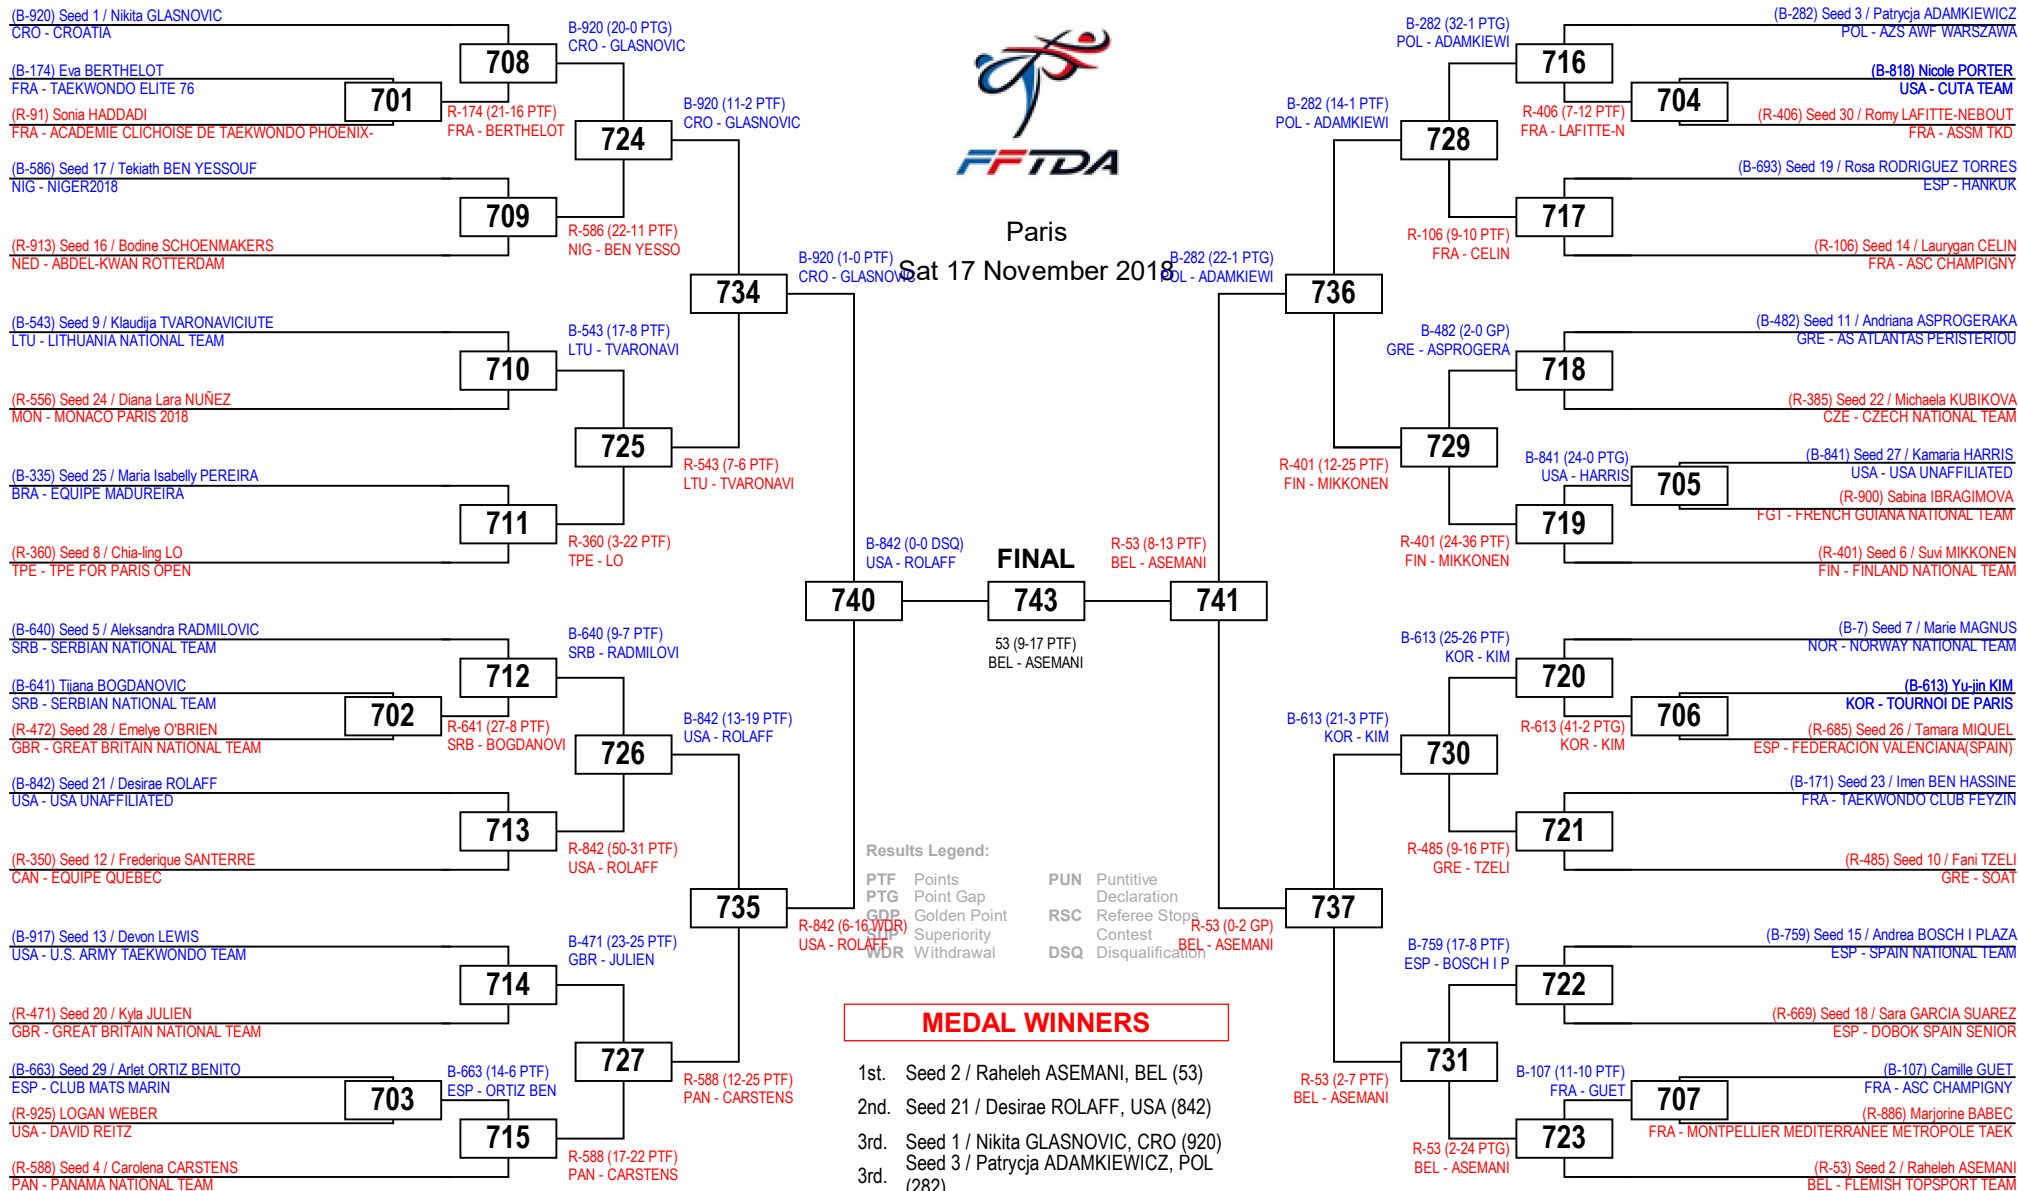 (B-920) Seed 1 / Nikita GLASNOVIC
CRO - CROATIA
(B-174) Eva BERTHELOT
FRA - TAEKWONDO ELITE 76
(R-91) Sonia HADDADI
FRA - ACADEMIE CLICHOISE DE TAEKWONDO PHOENIX-
(B-586) Seed 17 / Tekiath BEN YESSOUF
NIG - NIGER2018
(R-913) Seed 16 / Bodine SCHOENMAKERS
NED - ABDEL-KWAN ROTTERDAM
(B-543) Seed 9 / Klaudija TVARONAVICIUTE
LTU - LITHUANIA NATIONAL TEAM
(R-556) Seed 24 / Diana Lara NUÑEZ
MON - MONACO PARIS 2018
(B-335) Seed 25 / Maria Isabelly PEREIRA
BRA - EQUIPE MADUREIRA
(R-360) Seed 8 / Chia-ling LO
TPE - TPE FOR PARIS OPEN
(B-640) Seed 5 / Aleksandra RADMILOVIC
SRB - SERBIAN NATIONAL TEAM
(B-641) Tijana BOGDANOVIC
SRB - SERBIAN NATIONAL TEAM
(R-472) Seed 28 / Emelye O'BRIEN
GBR - GREAT BRITAIN NATIONAL TEAM
(B-842) Seed 21 / Desirae ROLAFF
USA - USA UNAFFILIATED
(R-350) Seed 12 / Frederique SANTERRE
CAN - EQUIPE QUEBEC
(B-917) Seed 13 / Devon LEWIS
USA - U.S. ARMY TAEKWONDO TEAM
(R-471) Seed 20 / Kyla JULIEN
GBR - GREAT BRITAIN NATIONAL TEAM
(B-663) Seed 29 / Arlet ORTIZ BENITO
ESP - CLUB MATS MARIN
(R-925) LOGAN WEBER
USA - DAVID REITZ
(R-588) Seed 4 / Carolena CARSTENS
PAN - PANAMA NATIONAL TEAM
701
R-174 (21-16 PTF)
FRA - BERTHELOT
702
R-641 (27-8 PTF)
SRB - BOGDANOVI
703
B-663 (14-6 PTF)
ESP - ORTIZ BEN
708
B-920 (20-0 PTG)
CRO - GLASNOVIC
709
R-586 (22-11 PTF)
NIG - BEN YESSO
710
B-543 (17-8 PTF)
LTU - TVARONAVI
711
R-360 (3-22 PTF)
TPE - LO
712
B-640 (9-7 PTF)
SRB - RADMILOVI
713
R-842 (50-31 PTF)
USA - ROLAFF
714
B-471 (23-25 PTF)
GBR - JULIEN
715
R-588 (17-22 PTF)
PAN - CARSTENS
724
B-920 (11-2 PTF)
CRO - GLASNOVIC
725
R-543 (7-6 PTF)
LTU - TVARONAVI
726
B-842 (13-19 PTF)
USA - ROLAFF
727
R-588 (12-25 PTF)
PAN - CARSTENS
734
B-920 (1-0 PTF)
CRO - GLASNOVIC
735
R-842 (6-16 WDR)
USA - ROLAFF
740
B-842 (0-0 DSQ)
USA - ROLAFF
FFTDA
Paris
Sat 17 November 2018
FINAL
743
53 (9-17 PTF)
BEL - ASEMANI
R-53 (8-13 PTF)
BEL - ASEMANI
741
Results Legend:
PTF Points
PTG Point Gap
GDP Golden Point
SUP Superiority
WDR Withdrawal
PUN Puntitive
Declaration
RSC Referee Stops
Contest
DSQ Disqualification
MEDAL WINNERS
1st. Seed 2 / Raheleh ASEMANI, BEL (53)
2nd. Seed 21 / Desirae ROLAFF, USA (842)
3rd. Seed 1 / Nikita GLASNOVIC, CRO (920)
3rd. Seed 3 / Patrycja ADAMKIEWICZ, POL
(282)
B-282 (22-1 PTG)
POL - ADAMKIEWI
736
R-53 (0-2 GP)
BEL - ASEMANI
737
B-282 (14-1 PTF)
POL - ADAMKIEWI
728
R-401 (12-25 PTF)
FIN - MIKKONEN
729
B-613 (21-3 PTF)
KOR - KIM
730
R-53 (2-7 PTF)
BEL - ASEMANI
731
B-282 (32-1 PTG)
POL - ADAMKIEWI
716
R-106 (9-10 PTF)
FRA - CELIN
717
B-482 (2-0 GP)
GRE - ASPROGERA
718
R-401 (24-36 PTF)
FIN - MIKKONEN
719
B-613 (25-26 PTF)
KOR - KIM
720
R-485 (9-16 PTF)
GRE - TZELI
721
B-759 (17-8 PTF)
ESP - BOSCH I P
722
R-53 (2-24 PTG)
BEL - ASEMANI
723
R-406 (7-12 PTF)
FRA - LAFITTE-N
704
B-841 (24-0 PTG)
USA - HARRIS
705
R-613 (41-2 PTG)
KOR - KIM
706
B-107 (11-10 PTF)
FRA - GUET
707
(B-282) Seed 3 / Patrycja ADAMKIEWICZ
POL - AZS AWF WARSZAWA
(B-818) Nicole PORTER
USA - CUTA TEAM
(R-406) Seed 30 / Romy LAFITTE-NEBOUT
FRA - ASSM TKD
(B-693) Seed 19 / Rosa RODRIGUEZ TORRES
ESP - HANKUK
(R-106) Seed 14 / Laurygan CELIN
FRA - ASC CHAMPIGNY
(B-482) Seed 11 / Andriana ASPROGERAKA
GRE - AS ATLANTAS PERISTERIOU
(R-385) Seed 22 / Michaela KUBIKOVA
CZE - CZECH NATIONAL TEAM
(B-841) Seed 27 / Kamaria HARRIS
USA - USA UNAFFILIATED
(R-900) Sabina IBRAGIMOVA
FGT - FRENCH GUIANA NATIONAL TEAM
(R-401) Seed 6 / Suvi MIKKONEN
FIN - FINLAND NATIONAL TEAM
(B-7) Seed 7 / Marie MAGNUS
NOR - NORWAY NATIONAL TEAM
(B-613) Yu-jin KIM
KOR - TOURNOI DE PARIS
(R-685) Seed 26 / Tamara MIQUEL
ESP - FEDERACION VALENCIANA(SPAIN)
(B-171) Seed 23 / Imen BEN HASSINE
FRA - TAEKWONDO CLUB FEYZIN
(R-485) Seed 10 / Fani TZELI
GRE - SOAT
(B-759) Seed 15 / Andrea BOSCH I PLAZA
ESP - SPAIN NATIONAL TEAM
(R-669) Seed 18 / Sara GARCIA SUAREZ
ESP - DOBOK SPAIN SENIOR
(B-107) Camille GUET
FRA - ASC CHAMPIGNY
(R-886) Marjorine BABEC
FRA - MONTPELLIER MEDITERRANEE METROPOLE TAEK
(R-53) Seed 2 / Raheleh ASEMANI
BEL - FLEMISH TOPSPORT TEAM